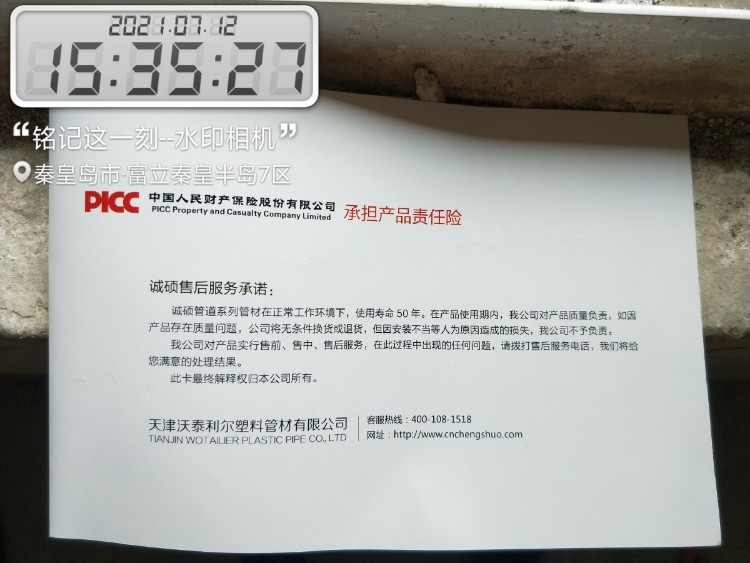 2021.07.12
15:35:27
“铭记这一刻--水印相机”
秦皇岛市·富立秦皇半岛7区
PICC 中国人民财产保险股份有限公司 承担产品责任险
PICC Property and Casualty Company Limited
诚硕售后服务承诺：
诚硕管道系列管材在正常工作环境下，使用寿命 50 年。在产品使用期内，我公司对产品质量负责，如因
产品存在质量问题，公司将无条件换货或退货，但因安装不当等人为原因造成的损失，我公司不予负责。
我公司对产品实行售前、售中、售后服务，在此过程中出现的任何问题，请拨打售后服务电话，我们将给
您满意的处理结果。
此卡最终解释权归本公司所有。
天津沃泰利尔塑料管材有限公司
TIANJIN WOTAILIER PLASTIC PIPE CO., LTD
客服热线：400-108-1518
网址：http://www.cnchengshuo.com